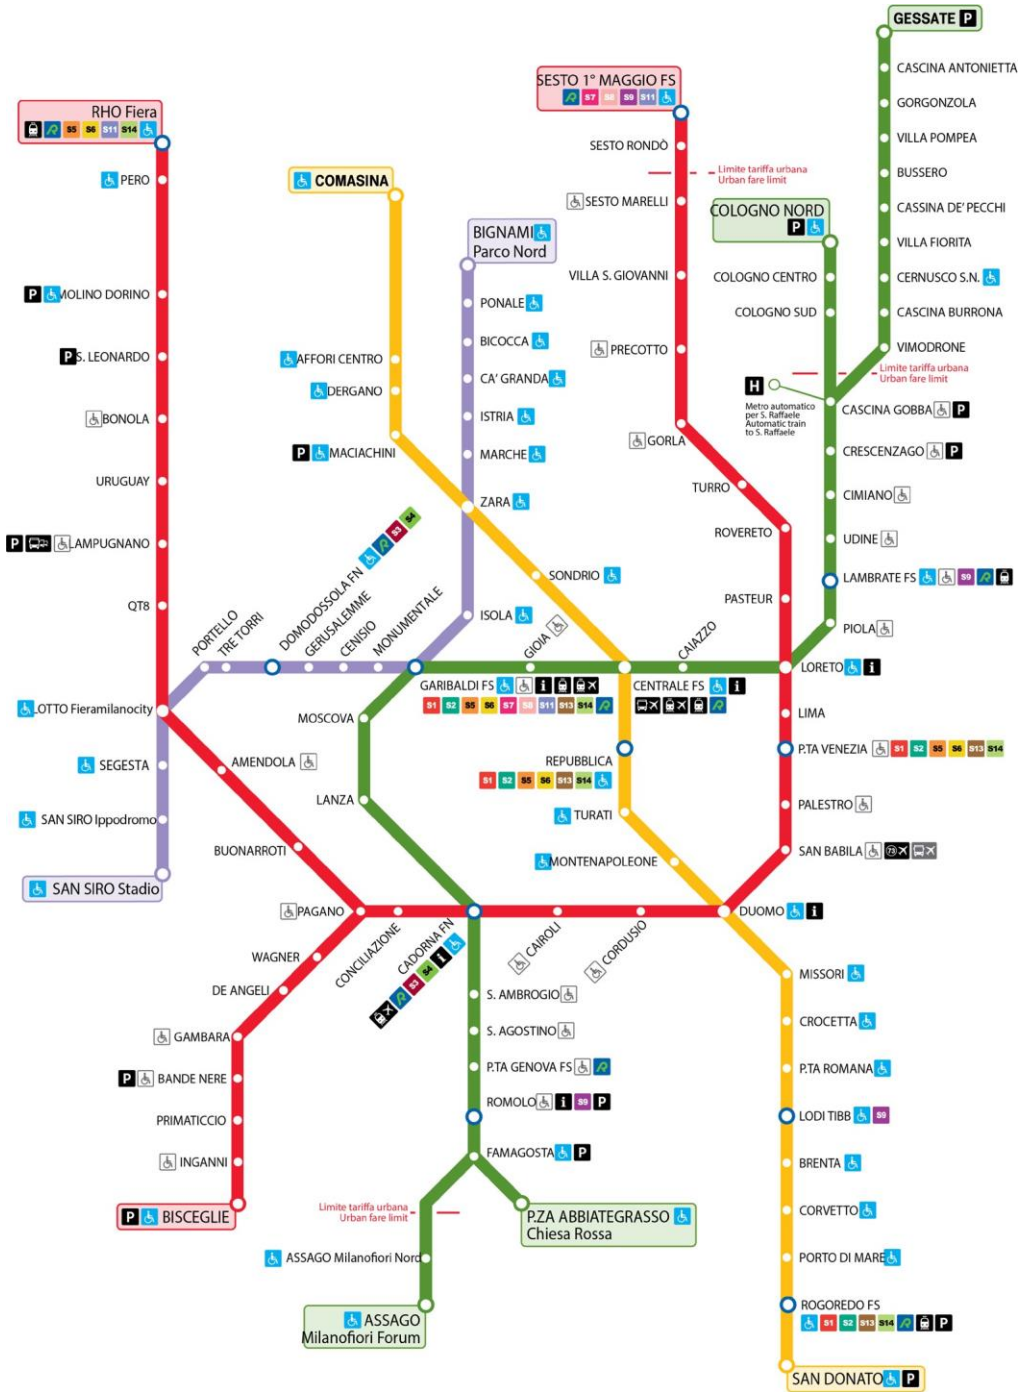 GESSATE P
CASCINA ANTONIETTA
GORGONZOLA
VILLA POMPEA
BUSSERO
CASSINA DE' PECCHI
VILLA FIORITA
CERNUSCO S.N.
CASCINA BURRONA
VIMODRONE
SESTO 1° MAGGIO FS
R S7 S8 S9 S11
SESTO RONDÒ
Limite tariffa urbana
Urban fare limit
SESTO MARELLI
VILLA S. GIOVANNI
PRECOTTO
GORLA
TURRO
ROVERETO
PASTEUR
RHO Fiera
R S5 S6 S11 S14
PERO
P MOLINO DORINO
P S. LEONARDO
BONOLA
URUGUAY
P LAMPUGNANO
QT8
LOTTO Fieramilanocity
COMASINA
AFFORI CENTRO
DERGANO
P MACIACHINI
BIGNAMI
Parco Nord
PONALE
BICOCCA
CA' GRANDA
ISTRIA
MARCHE
ZARA
SONDRIO
ISOLA
COLOGNO NORD
P
COLOGNO CENTRO
COLOGNO SUD
Limite tariffa urbana
Urban fare limit
H
Metro automatico
per S. Raffaele
Automatic train
to S. Raffaele
CASCINA GOBBA P
CRESCENZAGO P
CIMIANO
UDINE
LAMBRATE FS S9 R
PIOLA
LORETO i
PORTELLO
TRE TORRI
DOMODOSSOLA FN R S3 S4
GERUSALEMME
CENISIO
MONUMENTALE
GIOIA
CAIAZZO
GARIBALDI FS i
S1 S2 S5 S6 S7 S8 S11 S13 S14 R
CENTRALE FS i
R
LIMA
P.TA VENEZIA S1 S2 S5 S6 S13 S14
PALESTRO
SAN BABILA 73
MOSCOVA
LANZA
REPUBBLICA
S1 S2 S5 S6 S13 S14
TURATI
MONTENAPOLEONE
DUOMO i
SEGESTA
SAN SIRO Ippodromo
SAN SIRO Stadio
AMENDOLA
BUONARROTI
PAGANO
CONCILIAZIONE
CADORNA FN
R S3 S4 i
CAIROLI
CORDUSIO
WAGNER
DE ANGELI
GAMBARA
P BANDE NERE
PRIMATICCIO
INGANNI
P BISCEGLIE
S. AMBROGIO
S. AGOSTINO
P.TA GENOVA FS R
ROMOLO i S9 P
FAMAGOSTA P
Limite tariffa urbana
Urban fare limit
P.ZA ABBIATEGRASSO
Chiesa Rossa
ASSAGO Milanofiori Nord
ASSAGO
Milanofiori Forum
MISSORI
CROCETTA
P.TA ROMANA
LODI TIBB S9
BRENTA
CORVETTO
PORTO DI MARE
ROGOREDO FS
S1 S2 S13 S14 R P
SAN DONATO P